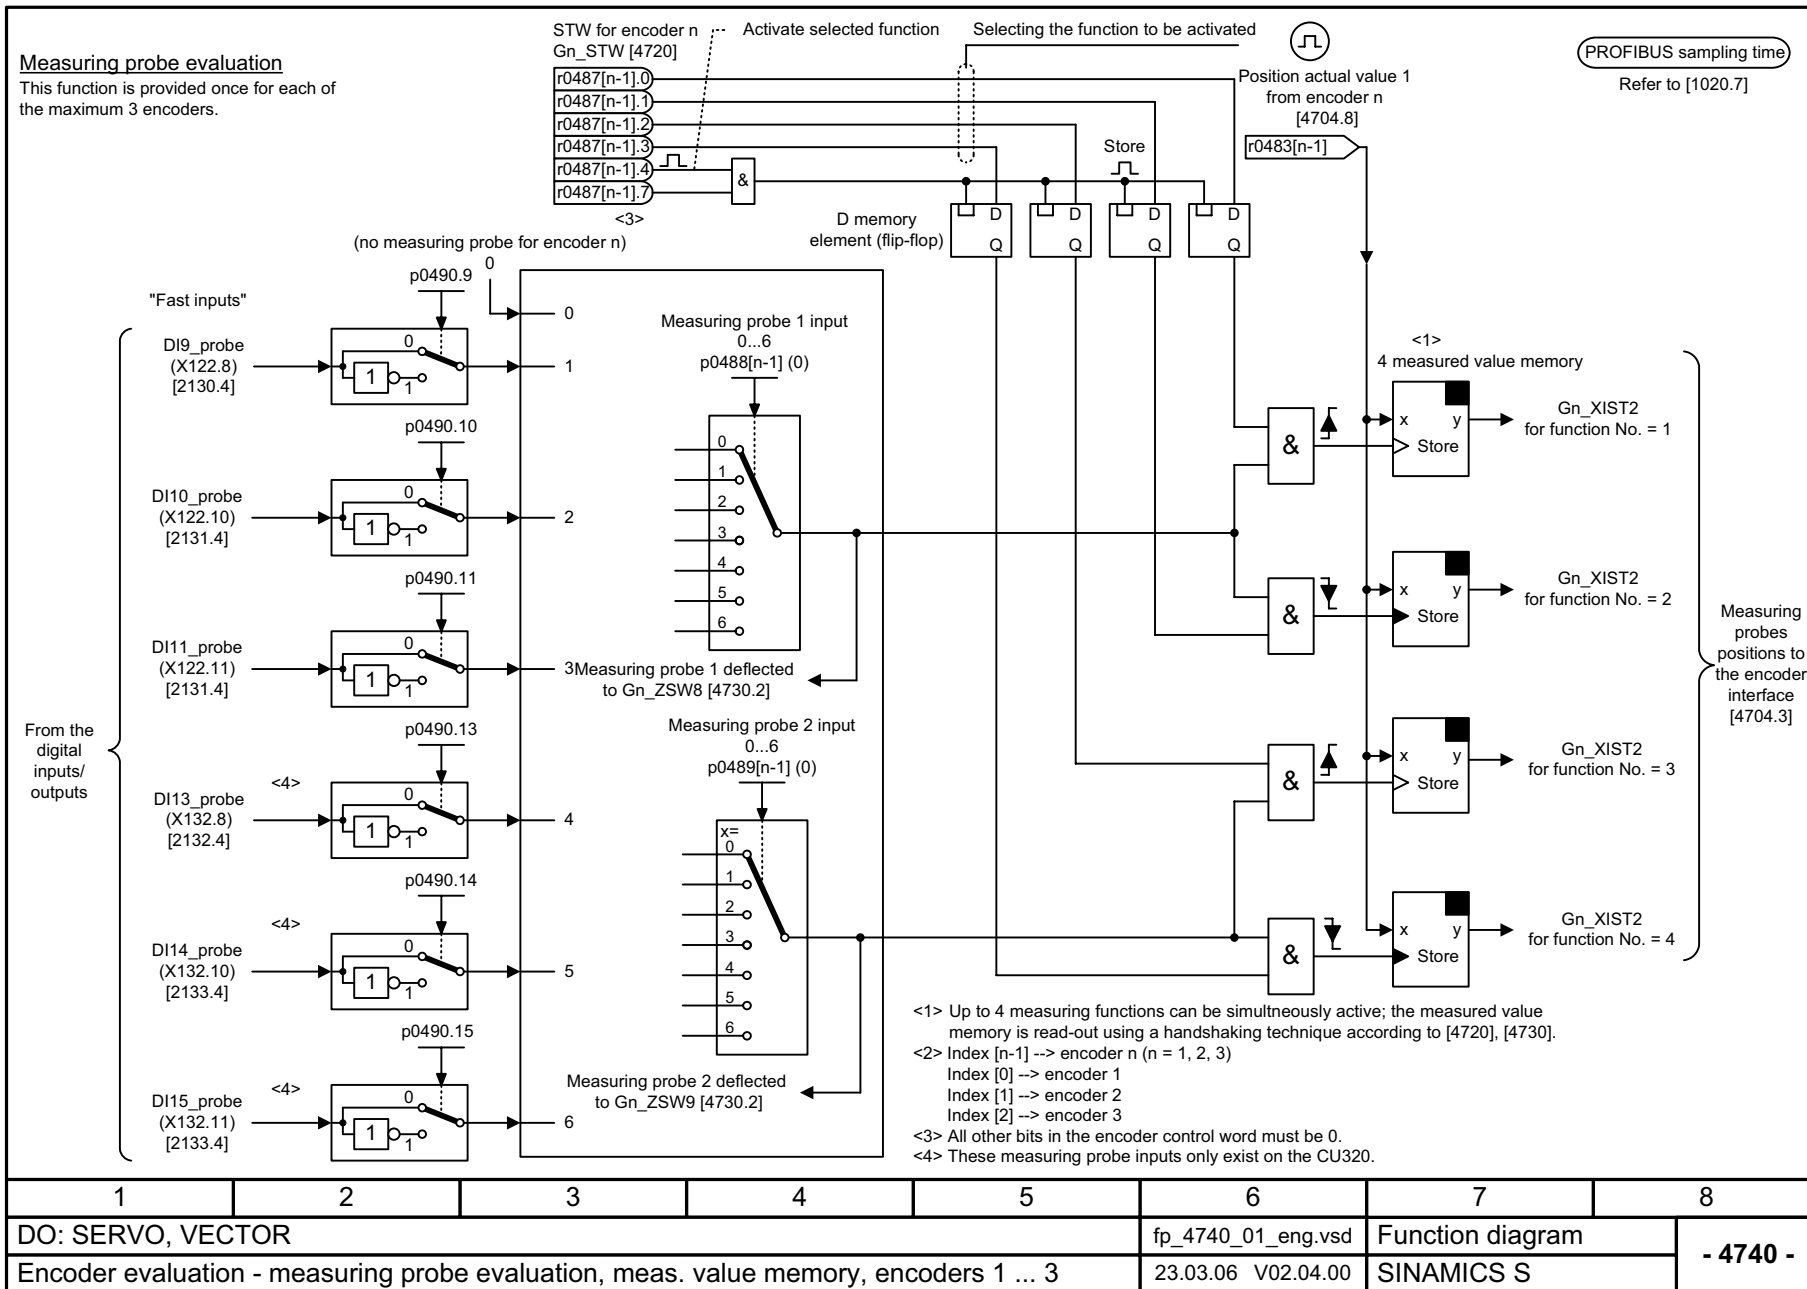 Measuring probe evaluation
This function is provided once for each of
the maximum 3 encoders.
STW for encoder n
Gn_STW [4720]
Activate selected function
Selecting the function to be activated
r0487[n-1].0
r0487[n-1].1
r0487[n-1].2
r0487[n-1].3
r0487[n-1].4
r0487[n-1].7
<3>
&
Position actual value 1
from encoder n
[4704.8]
r0483[n-1]
PROFIBUS sampling time
Refer to [1020.7]
Store
D memory
element (flip-flop)
D
Q
D
Q
D
Q
D
Q
(no measuring probe for encoder n)
0
0
"Fast inputs"
From the
digital
inputs/
outputs
p0490.9
DI9_probe
(X122.8)
[2130.4]
0
1
1
1
p0490.10
DI10_probe
(X122.10)
[2131.4]
0
1
1
2
p0490.11
DI11_probe
(X122.11)
[2131.4]
0
1
1
3
p0490.13
<4>
DI13_probe
(X132.8)
[2132.4]
0
1
1
4
p0490.14
<4>
DI14_probe
(X132.10)
[2133.4]
0
1
1
5
p0490.15
<4>
DI15_probe
(X132.11)
[2133.4]
0
1
1
6
Measuring probe 1 input
0...6
p0488[n-1] (0)
0
1
2
3
4
5
6
Measuring probe 1 deflected
to Gn_ZSW8 [4730.2]
Measuring probe 2 input
0...6
p0489[n-1] (0)
x=
0
1
2
3
4
5
6
Measuring probe 2 deflected
to Gn_ZSW9 [4730.2]
<1>
4 measured value memory
&
x
y
Store
Gn_XIST2
for function No. = 1
&
x
y
Store
Gn_XIST2
for function No. = 2
&
x
y
Store
Gn_XIST2
for function No. = 3
&
x
y
Store
Gn_XIST2
for function No. = 4
Measuring
probes
positions to
the encoder
interface
[4704.3]
<1> Up to 4 measuring functions can be simultneously active; the measured value
memory is read-out using a handshaking technique according to [4720], [4730].
<2> Index [n-1] --> encoder n (n = 1, 2, 3)
Index [0] --> encoder 1
Index [1] --> encoder 2
Index [2] --> encoder 3
<3> All other bits in the encoder control word must be 0.
<4> These measuring probe inputs only exist on the CU320.
1
2
3
4
5
6
7
8
DO: SERVO, VECTOR
fp_4740_01_eng.vsd
Function diagram
- 4740 -
Encoder evaluation - measuring probe evaluation, meas. value memory, encoders 1 ... 3
23.03.06 V02.04.00
SINAMICS S